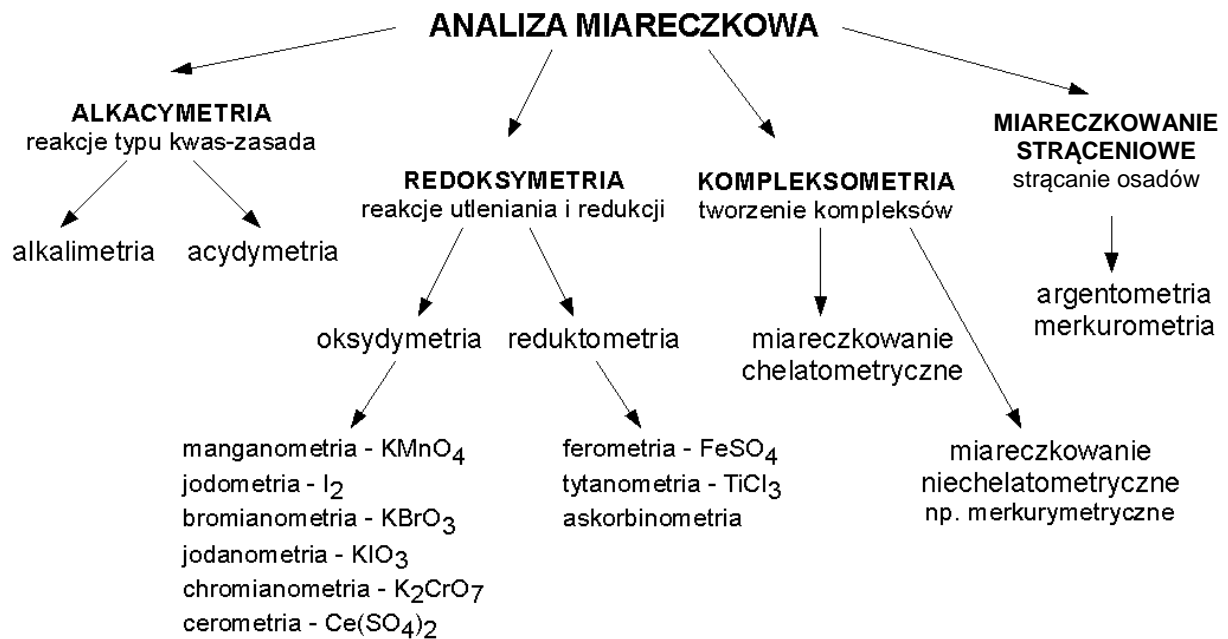 ANALIZA MIARECZKOWA
ALKACYMETRIA
reakcje typu kwas-zasada
alkalimetria
acydymetria
REDOKSYMETRIA
reakcje utleniania i redukcji
oksydymetria
manganometria - KMnO4
jodometria - I2
bromianometria - KBrO3
jodanometria - KIO3
chromianometria - K2CrO7
cerometria - Ce(SO4)2
reduktometria
ferometria - FeSO4
tytanometria - TiCl3
askorbinometria
KOMPLEKSOMETRIA
tworzenie kompleksów
miareczkowanie
chelatometryczne
miareczkowanie
niechelatometryczne
np. merkurymetryczne
MIARECZKOWANIE
STRĄCENIOWE
strącanie osadów
argentometria
merkurometria